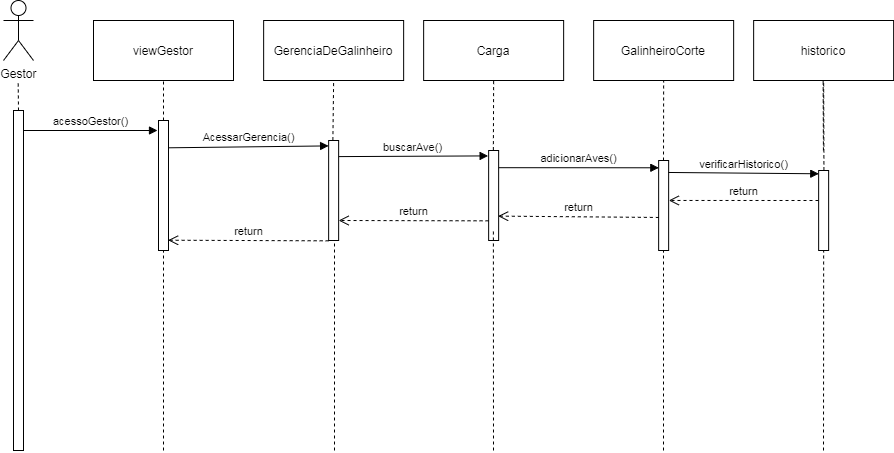 Gestor
viewGestor
GerenciaDeGalinheiro
Carga
GalinheiroCorte
historico
acessoGestor()
AcessarGerencia()
buscarAve()
adicionarAves()
verificarHistorico()
return
return
return
return